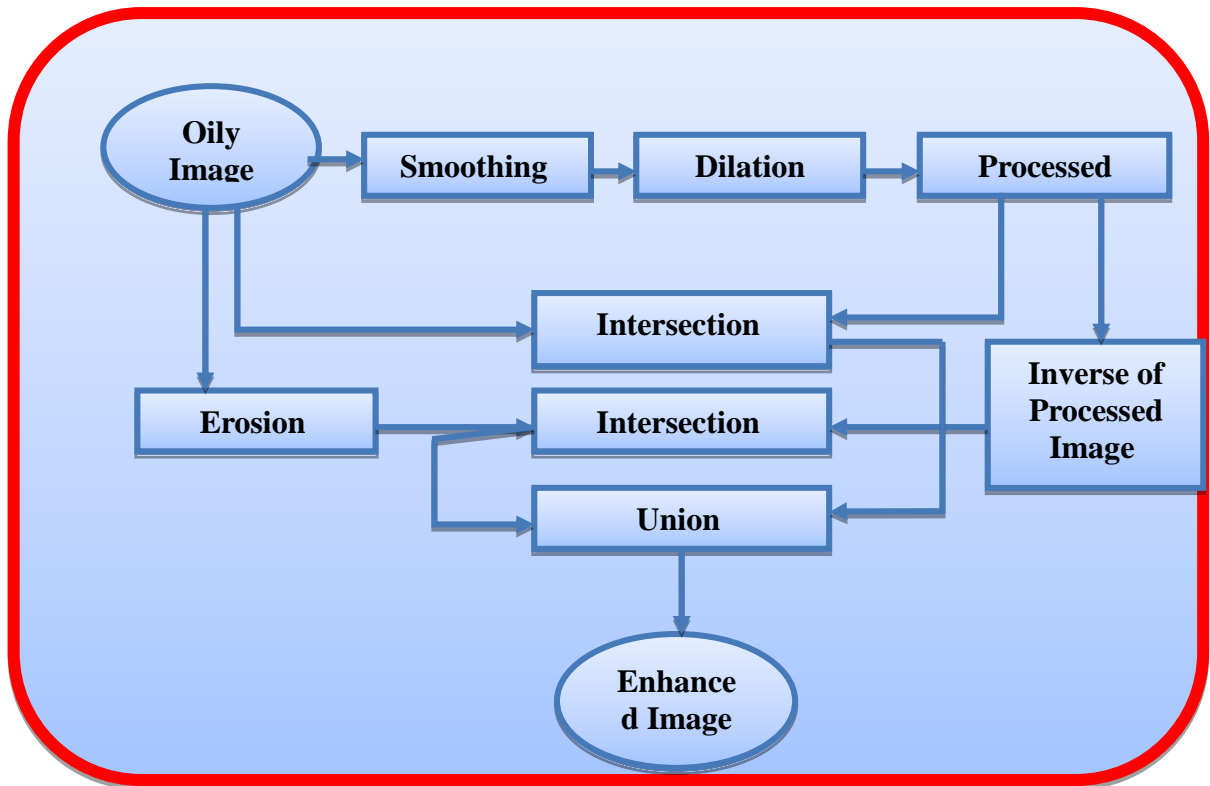 Oily
Image
Smoothing
Dilation
Processed
Intersection
Inverse of
Processed
Image
Erosion
Intersection
Union
Enhance
d Image